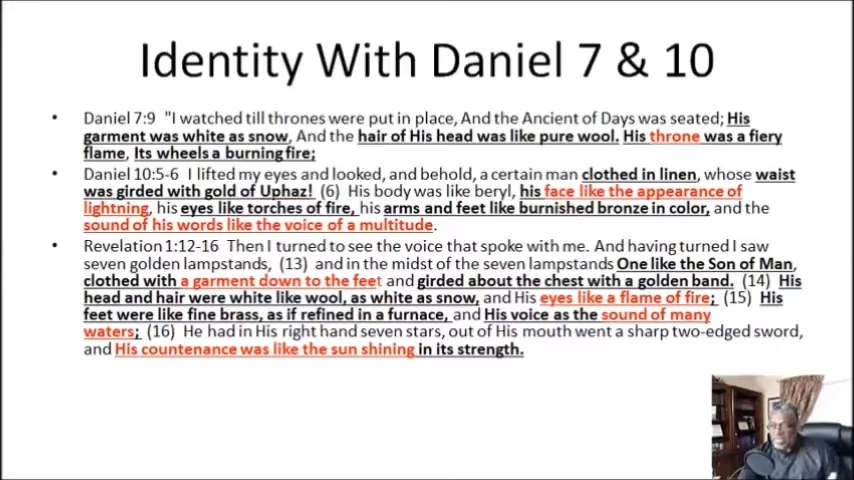 Identity With Daniel 7 & 10
• Daniel 7:9 "I watched till thrones were put in place, And the Ancient of Days was seated; His
garment was white as snow, And the hair of His head was like pure wool. His throne was a fiery
flame, Its wheels a burning fire;
• Daniel 10:5-6 I lifted my eyes and looked, and behold, a certain man clothed in linen, whose waist
was girded with gold of Uphaz! (6) His body was like beryl, his face like the appearance of
lightning, his eyes like torches of fire, his arms and feet like burnished bronze in color, and the
sound of his words like the voice of a multitude.
• Revelation 1:12-16 Then I turned to see the voice that spoke with me. And having turned I saw
seven golden lampstands, (13) and in the midst of the seven lampstands One like the Son of Man,
clothed with a garment down to the feet and girded about the chest with a golden band. (14) His
head and hair were white like wool, as white as snow, and His eyes like a flame of fire; (15) His
feet were like fine brass, as if refined in a furnace, and His voice as the sound of many
waters; (16) He had in His right hand seven stars, out of His mouth went a sharp two-edged sword,
and His countenance was like the sun shining in its strength.